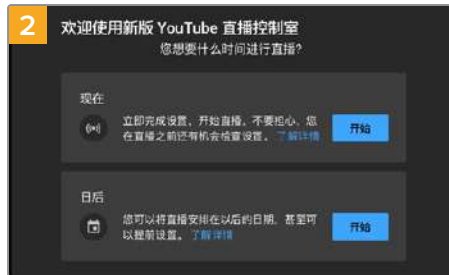 2
欢迎使用新版 YouTube 直播控制室
您想要什么时间进行直播?
现在
立即完成设置，开始直播。不要担心，您
在直播之前还有机会检查设置。 了解详情
开始
日后
您可以将直播安排在以后的日期，甚至可
以提前设置。 了解详情
开始